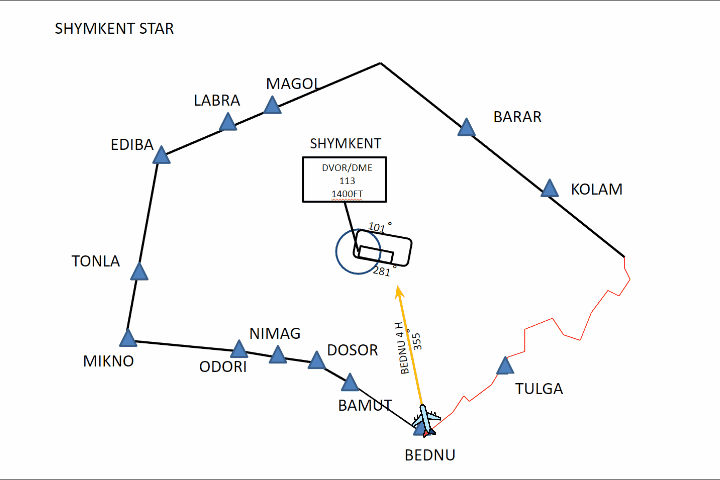 SHYMKENT STAR
MAGOL
LABRA
BARAR
EDIBA
SHYMKENT
DVOR/DME
113
1400FT
KOLAM
101°
TONLA
281°
BEDNU 4 H
355°
NIMAG
DOSOR
MIKNO
ODORI
TULGA
BAMUT
BEDNU